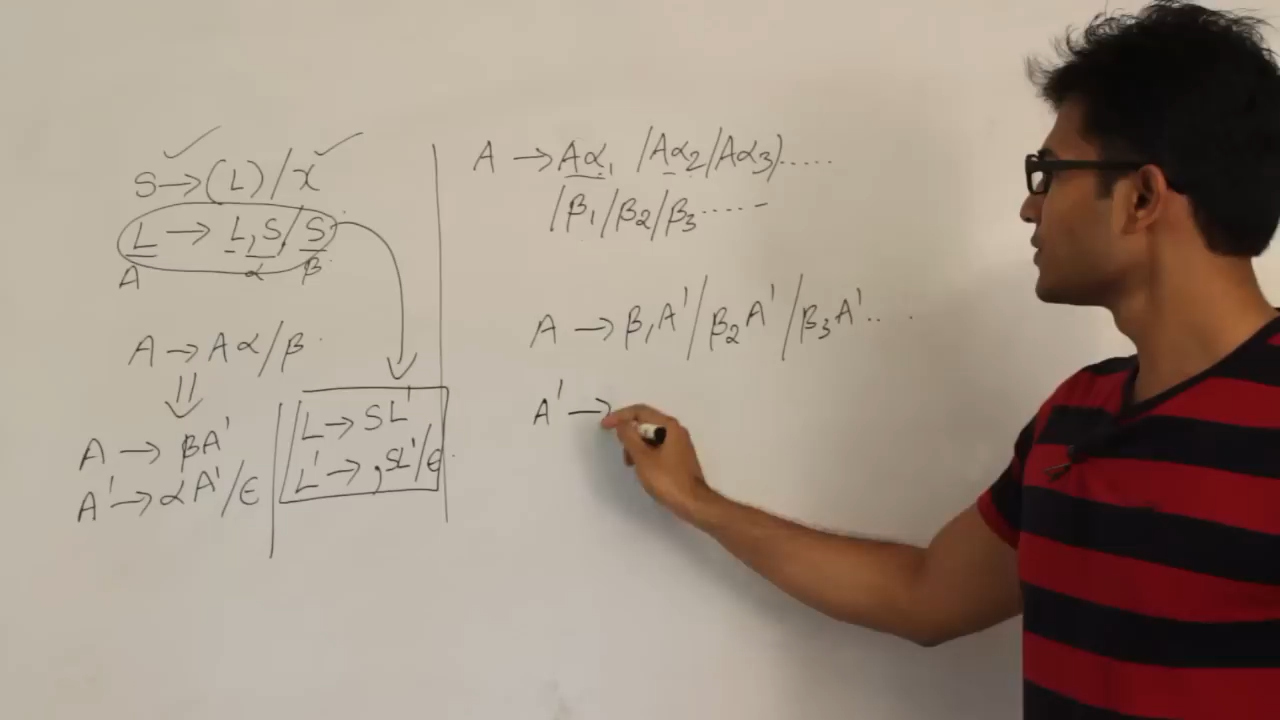 S → (L) / x
L → L, S / S
A α β
A → Aα / β
A → βA'
A' → αA' / ϵ
L → SL'
L' → , SL' / ϵ
A → Aα₁ / Aα₂ / Aα₃) .....
/ β₁ / β₂ / β₃ .....
A → β₁A' / β₂A' / β₃A' ...
A' →